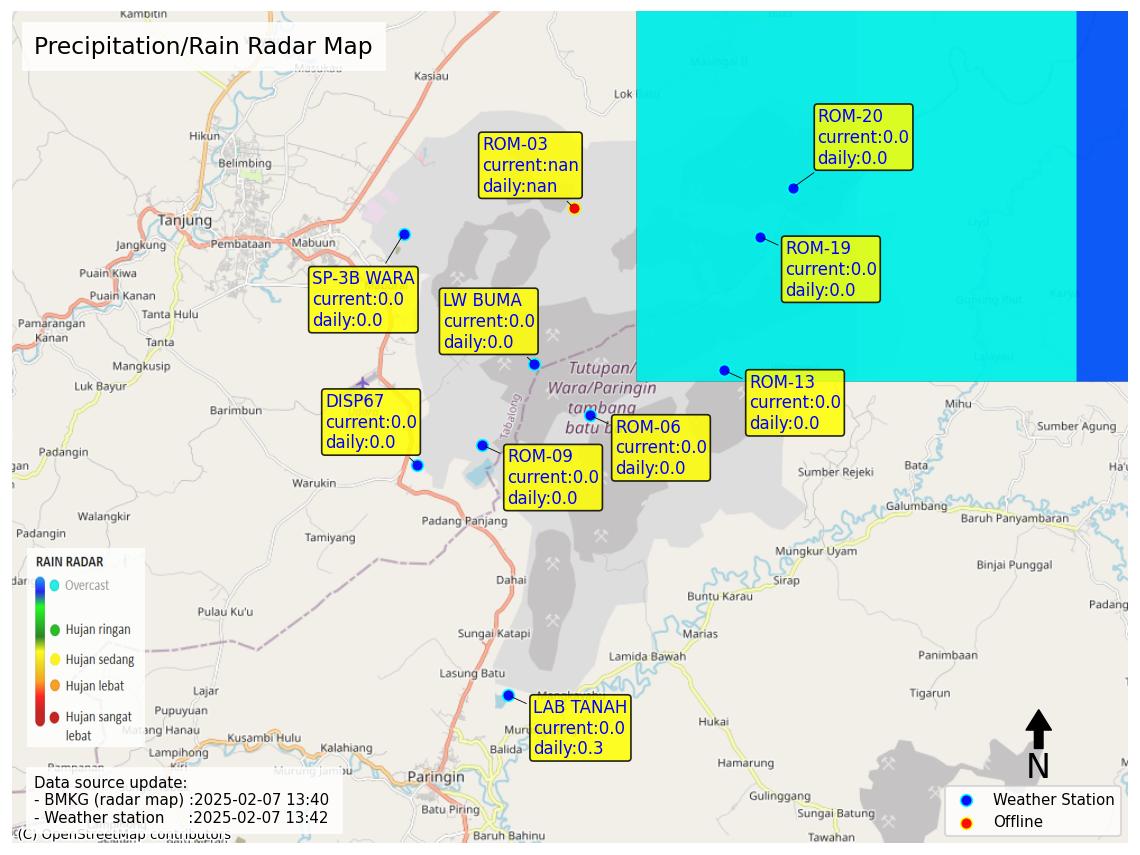 Kambitin
Precipitation/Rain Radar Map
Masukau
Kasiau
Masingai II
Lok Batu
Hikun
Belimbing
ROM-03
current:nan
daily:nan
ROM-20
current:0.0
daily:0.0
Tanjung
Jangkung
Pembataan
Mabuun
Puain Kiwa
Puain Kanan
Tanta Hulu
Pamarangan
Kanan
Tanta
Mangkusip
Luk Bayur
SP-3B WARA
current:0.0
daily:0.0
LW BUMA
current:0.0
daily:0.0
ROM-19
current:0.0
daily:0.0
Tutupan/
Wara/Paringin
tambang
batu b
Tabalong
ROM-13
current:0.0
daily:0.0
DISP67
current:0.0
daily:0.0
ROM-06
current:0.0
daily:0.0
ROM-09
current:0.0
daily:0.0
Barimbun
Padangin
Mihu
Sumber Agung
Sumber Rejeki
Bata
Warukin
Walangkir
Padangin
Padang Panjang
Galumbang
Baruh Panyambaran
Tamiyang
Mungkur Uyam
Binjai Punggal
Dahai
Sirap
Buntu Karau
Padang
Pulau Ku'u
Sungai Katapi
Marias
Lamida Bawah
Panimbaan
Lasung Batu
Tigarun
Lajar
Pupuyuan
Matang Hanau
Kusambi Hulu
Lampihong
Kalahiang
Murung Jambu
Balida
Hukai
Hamarung
Paringin
Batu Piring
Gulinggang
Sungai Batung
Tawahan
Baruh Bahinu
LAB TANAH
current:0.0
daily:0.3
RAIN RADAR
Overcast
Hujan ringan
Hujan sedang
Hujan lebat
Hujan sangat
lebat
Data source update:
- BMKG (radar map) :2025-02-07 13:40
- Weather station :2025-02-07 13:42
(C) OpenStreetMap contributors
N
Weather Station
Offline